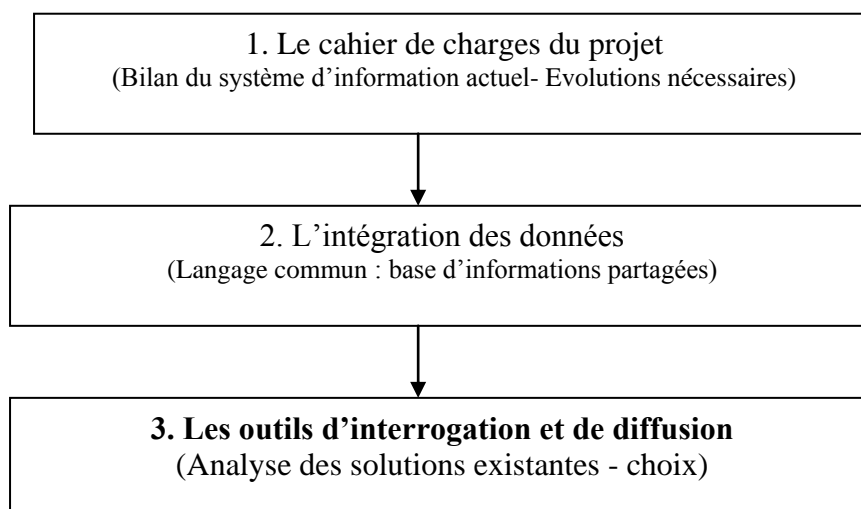 1. Le cahier de charges du projet
(Bilan du système d’information actuel- Evolutions nécessaires)
2. L’intégration des données
(Langage commun : base d’informations partagées)
3. Les outils d’interrogation et de diffusion
(Analyse des solutions existantes - choix)